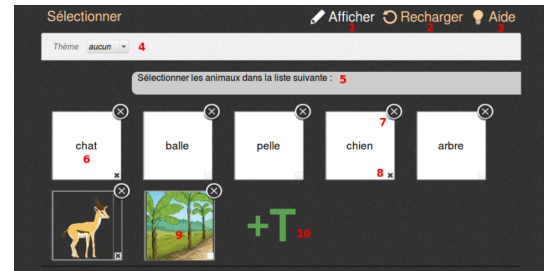 Sélectionner Afficher Recharger Aide
1 2 3
Thème aucun 4
Sélectionner les animaux dans la liste suivante : 5
7
chat balle pelle chien arbre
6
8
9 +T 10